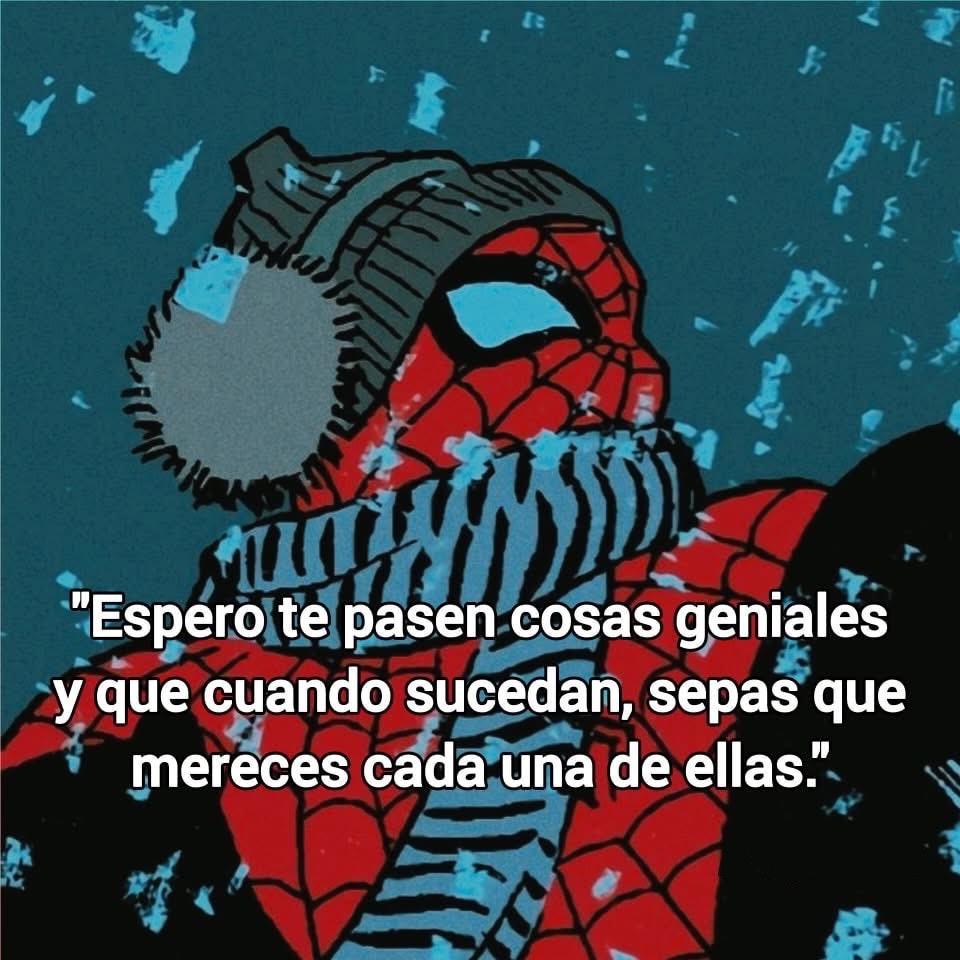 "Espero te pasen cosas geniales
y que cuando sucedan, sepas que
mereces cada una de ellas."